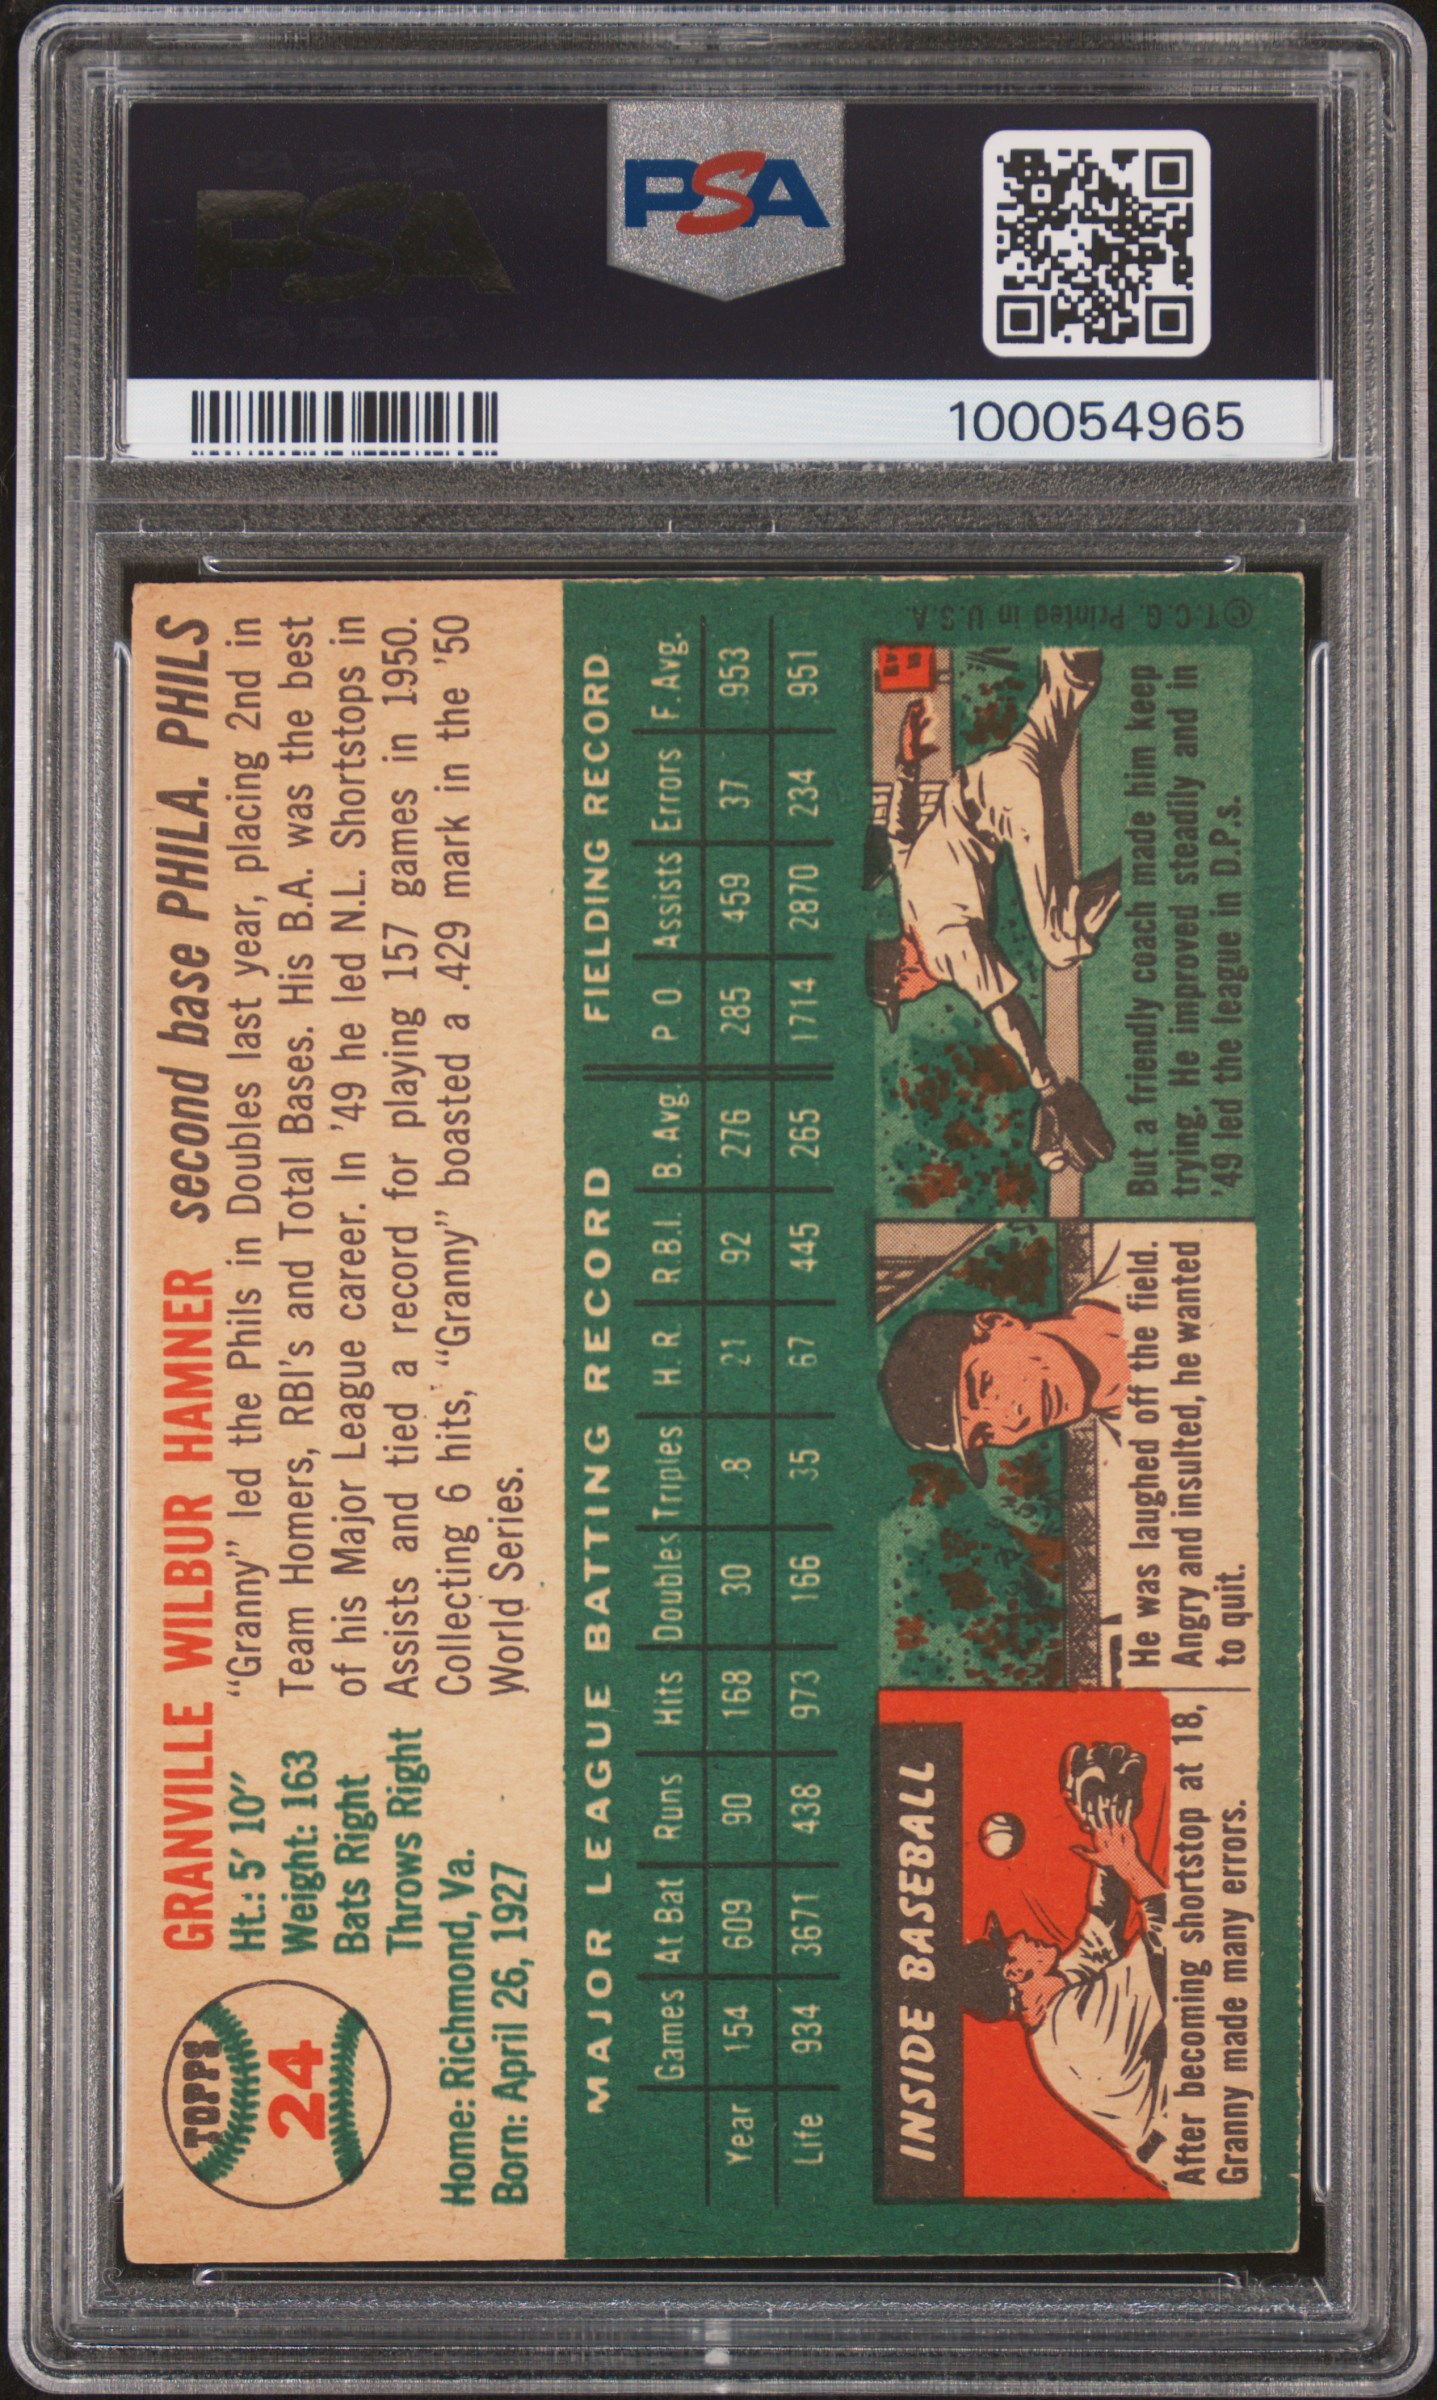 PSA
PSA
100054965
TOPPS
24
GRANVILLE WILBUR HAMNER second base PHILA. PHILS
Ht.: 5' 10"
Weight: 163
Bats Right
Throws Right
Home: Richmond, Va.
Born: April 26, 1927
"Granny" led the Phils in Doubles last year, placing 2nd in
Team Homers, RBI's and Total Bases. His B.A. was the best
of his Major League career. In '49 he led N.L. Shortstops in
Assists and tied a record for playing 157 games in 1950.
Collecting 6 hits, "Granny" boasted a .429 mark in the '50
World Series.
MAJOR LEAGUE BATTING RECORD FIELDING RECORD
Games At Bat Runs Hits Doubles Triples H.R. R.B.I. B. Avg. P.O. Assists Errors F. Avg.
Year 154 609 90 168 30 8 21 92 .276 285 459 37 .953
Life 934 3671 438 973 166 35 67 445 .265 1714 2870 234 .951
INSIDE BASEBALL
After becoming shortstop at 18,
Granny made many errors.
He was laughed off the field.
Angry and insulted, he wanted
to quit.
But a friendly coach made him keep
trying. He improved steadily and in
'49 led the league in D.P.s.
©T.C.G. Printed in U.S.A.